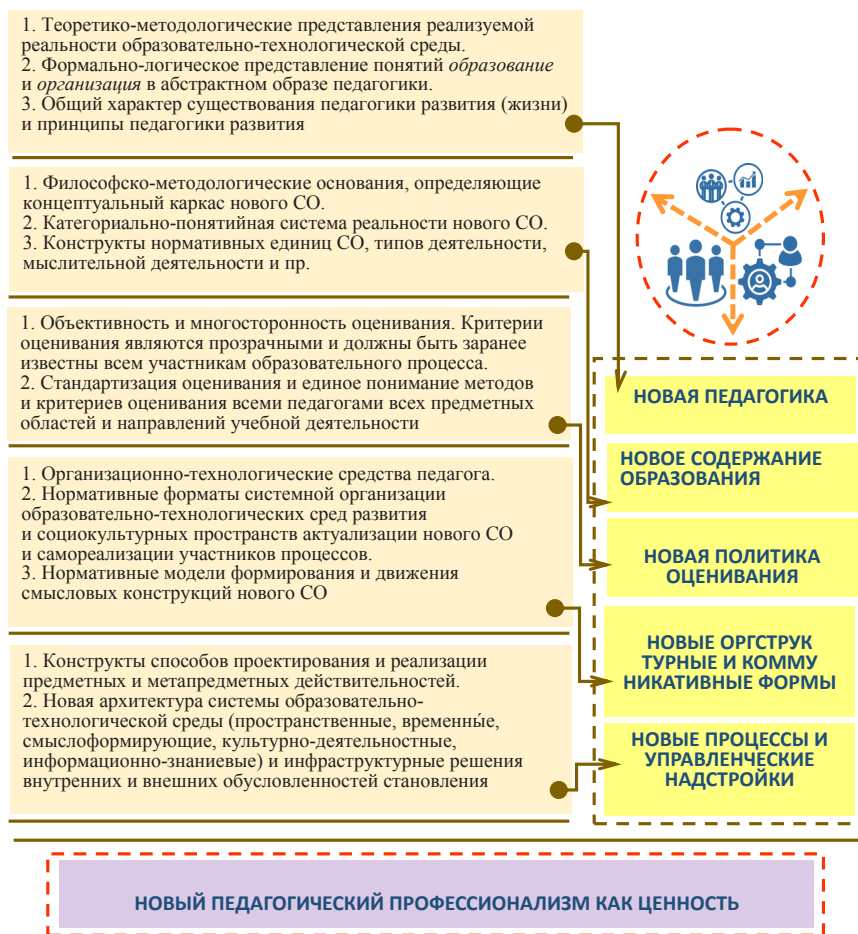 1. Теоретико-методологические представления реализуемой
реальности образовательно-технологической среды.
2. Формально-логическое представление понятий образование
и организация в абстрактном образе педагогики.
3. Общий характер существования педагогики развития (жизни)
и принципы педагогики развития
1. Философско-методологические основания, определяющие
концептуальный каркас нового СО.
2. Категориально-понятийная система реальности нового СО.
3. Конструкты нормативных единиц СО, типов деятельности,
мыслительной деятельности и пр.
1. Объективность и многосторонность оценивания. Критерии
оценивания являются прозрачными и должны быть заранее
известны всем участникам образовательного процесса.
2. Стандартизация оценивания и единое понимание методов
и критериев оценивания всеми педагогами всех предметных
областей и направлений учебной деятельности
1. Организационно-технологические средства педагога.
2. Нормативные форматы системной организации
образовательно-технологических сред развития
и социокультурных пространств актуализации нового СО
и самореализации участников процессов.
3. Нормативные модели формирования и движения
смысловых конструкций нового СО
1. Конструкты способов проектирования и реализации
предметных и метапредметных действительностей.
2. Новая архитектура системы образовательно-
технологической среды (пространственные, временны́е,
смыслоформирующие, культурно-деятельностные,
информационно-знаниевые) и инфраструктурные решения
внутренних и внешних обусловленностей становления
НОВАЯ ПЕДАГОГИКА
НОВОЕ СОДЕРЖАНИЕ
ОБРАЗОВАНИЯ
НОВАЯ ПОЛИТИКА
ОЦЕНИВАНИЯ
НОВЫЕ ОРГСТРУК
ТУРНЫЕ И КОММУ
НИКАТИВНЫЕ ФОРМЫ
НОВЫЕ ПРОЦЕССЫ И
УПРАВЛЕНЧЕСКИЕ
НАДСТРОЙКИ
НОВЫЙ ПЕДАГОГИЧЕСКИЙ ПРОФЕССИОНАЛИЗМ КАК ЦЕННОСТЬ